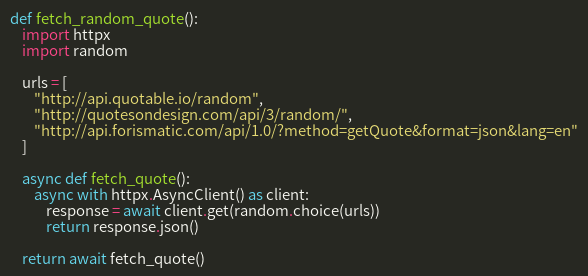 def fetch_random_quote():
    import httpx
    import random

    urls = [
        "http://api.quotable.io/random",
        "http://quotesondesign.com/api/3/random/",
        "http://api.forismatic.com/api/1.0/?method=getQuote&format=json&lang=en"
    ]

    async def fetch_quote():
        async with httpx.AsyncClient() as client:
            response = await client.get(random.choice(urls))
            return response.json()

    return await fetch_quote()